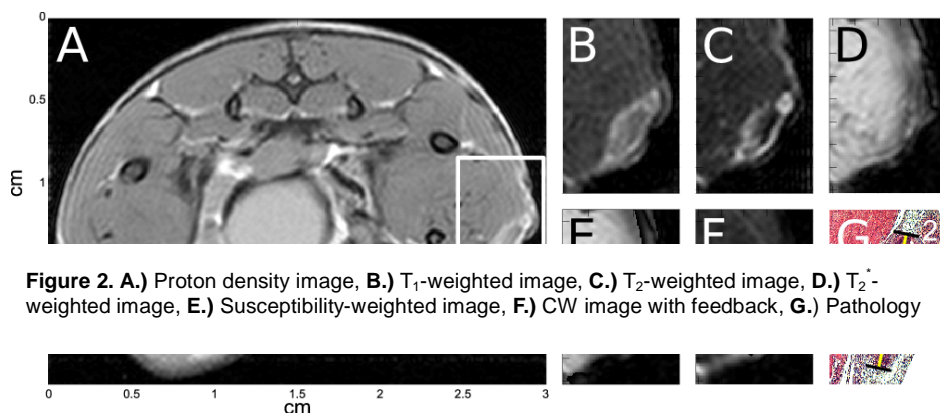 0
A
B
C
D
0.5
cm
1
G
2
Figure 2. A.) Proton density image, B.) T1-weighted image, C.) T2-weighted image, D.) T2*-
weighted image, E.) Susceptibility-weighted image, F.) CW image with feedback, G.) Pathology
0 0.5 1 1.5 2 2.5 3
cm